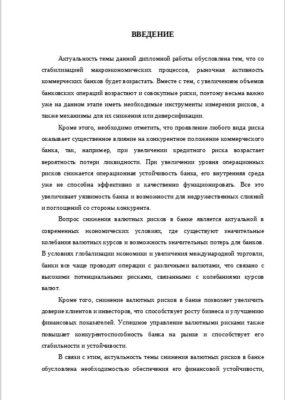 ВВЕДЕНИЕ
Актуальность темы данной дипломной работы обусловлена тем, что со
стабилизацией макроэкономических процессов, рыночная активность
коммерческих банков будет возрастать. Вместе с тем, с увеличением объемов
банковских операций возрастают и совокупные риски, поэтому весьма важно
уже на данном этапе иметь необходимые инструменты измерения рисков, а
также механизмы для их снижения или диверсификации.
Кроме этого, необходимо отметить, что проявление любого вида риска
оказывает существенное влияние на конкурентное положение коммерческого
банка, так, например, при увеличении кредитного риска возрастает
вероятность потери ликвидности. При увеличении уровня операционных
рисков снижается операционная устойчивость банка, его внутренняя среда
уже не способна эффективно и качественно функционировать. Все это
увеличивает уязвимость банка и возможности для недружественных слияний
и поглощений со стороны конкурента.
Вопрос снижения валютных рисков в банке является актуальной в
современных экономических условиях, где существуют значительные
колебания валютных курсов и возможность значительных потерь для банков.
В условиях глобализации экономики и увеличения международной торговли,
банки все чаще проводят операции с различными валютами, что связано с
высокими потенциальными рисками, связанными с колебаниями курсов
валют.
Кроме того, снижение валютных рисков в банке позволяет увеличить
доверие клиентов и инвесторов, что способствует росту бизнеса и улучшению
финансовых показателей. Успешное управление валютными рисками также
повышает конкурентоспособность банка на рынке и способствует его
стабильности и устойчивости.
В связи с этим, актуальность темы снижения валютных рисков в банке
обусловлена необходимостью обеспечения его финансовой устойчивости,